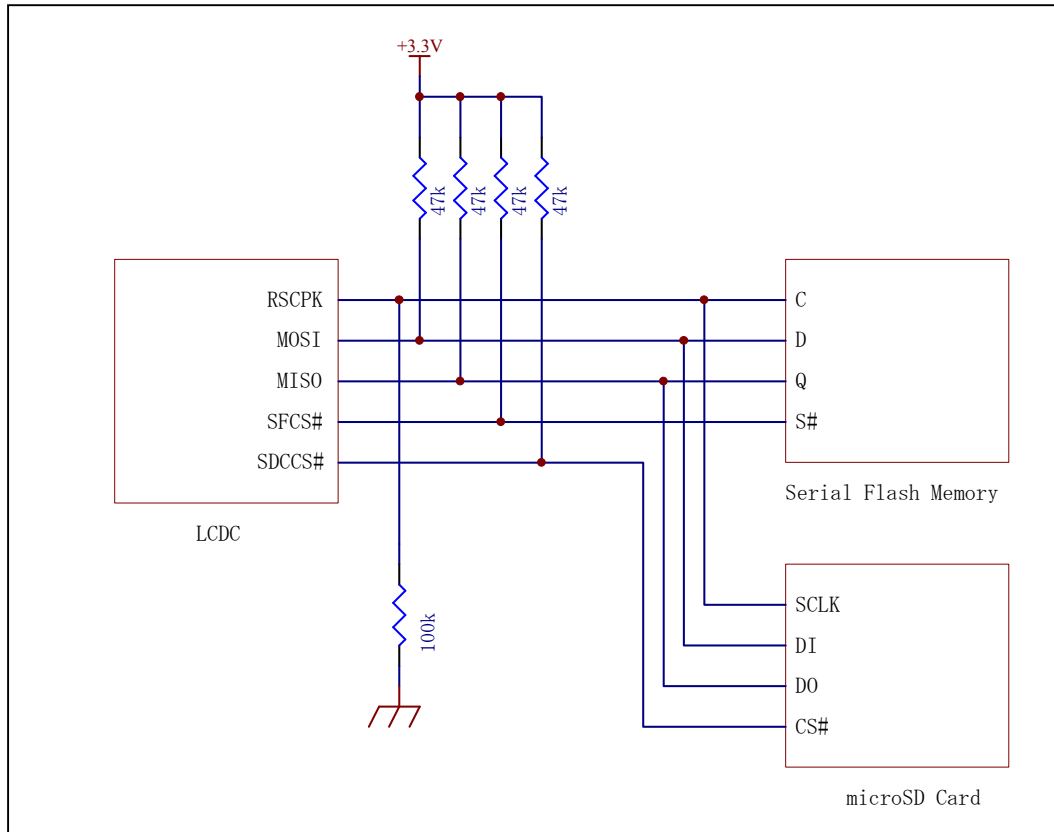 +3.3V
47k
47k
47k
47k
RSCPK
MOSI
MISO
SFCS#
SDCCS#
LCDC
C
D
Q
S#
Serial Flash Memory
100k
SCLK
DI
DO
CS#
microSD Card